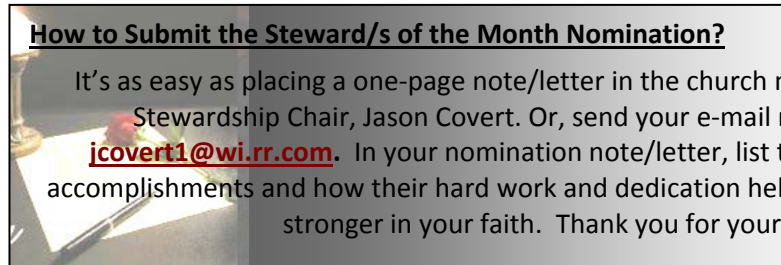 How to Submit the Steward/s of the Month Nomination?
It’s as easy as placing a one-page note/letter in the church
Stewardship Chair, Jason Covert. Or, send your e-mail
jcovert1@wi.rr.com. In your nomination note/letter, list
accomplishments and how their hard work and dedication
stronger in your faith. Thank you for your